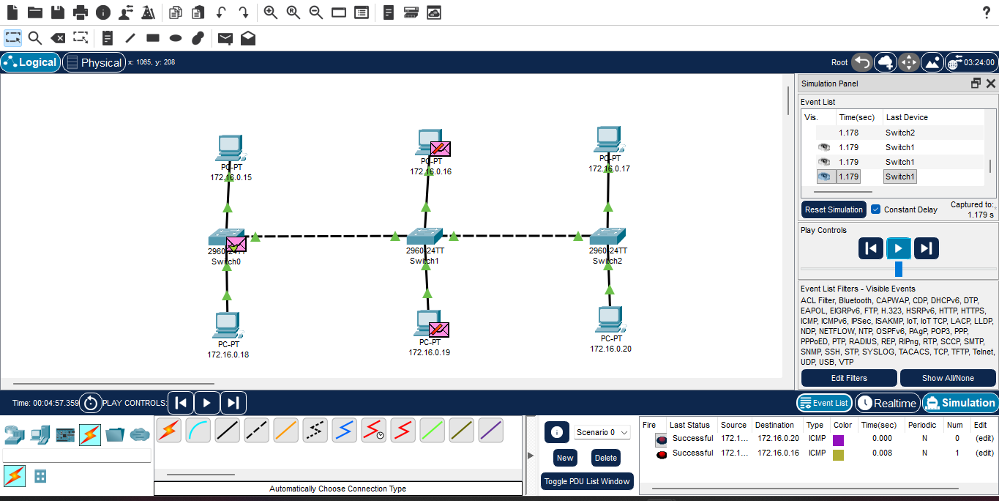 ?
Logical
Physical
x: 1065, y: 208
Root
03:24:00
Simulation Panel
Event List
Vis. Time(sec) Last Device
1.178 Switch2
1.179 Switch1
1.179 Switch1
1.179 Switch1
Reset Simulation
Constant Delay
Captured to:
1.179 s
Play Controls
Event List Filters - Visible Events
ACL Filter, Bluetooth, CAPWAP, CDP, DHCPv6, DTP,
EAPOL, EIGRPv6, FTP, H.323, HSRPv6, HTTP, HTTPS,
ICMP, ICMPv6, IPSec, ISAKMP, IoT, IoT TCP, LACP, LLDP,
NDP, NETFLOW, NTP, OSPFv6, PAgP, POP3, PPP,
PPPoED, PTP, RADIUS, REP, RIPng, RTP, SCCP, SMTP,
SNMP, SSH, STP, SYSLOG, TACACS, TCP, TFTP, Telnet,
UDP, USB, VTP
Edit Filters
Show All/None
PC-PT
172.16.0.15
PC-PT
172.16.0.16
PC-PT
172.16.0.17
2960-24TT
Switch0
2960-24TT
Switch1
2960-24TT
Switch2
PC-PT
172.16.0.18
PC-PT
172.16.0.19
PC-PT
172.16.0.20
Time: 00:04:57.359
PLAY CONTROLS:
Event List
Realtime
Simulation
Automatically Choose Connection Type
Scenario 0
New
Delete
Toggle PDU List Window
Fire Last Status Source Destination Type Color Time(sec) Periodic Num Edit
Successful 172.1... 172.16.0.20 ICMP 0.000 N 0 (edit)
Successful 172.1... 172.16.0.16 ICMP 0.008 N 1 (edit)